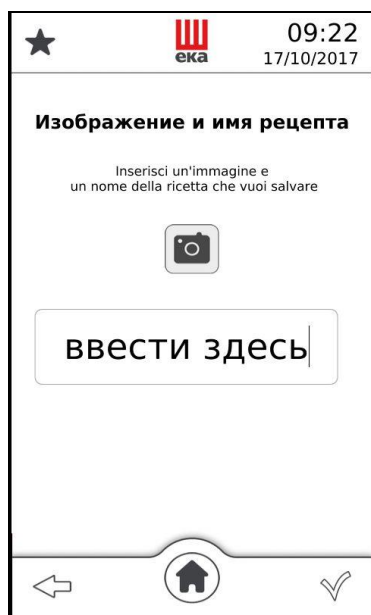 09:22
ека
17/10/2017
Изображение и имя рецепта
Inserisci un'immagine e
un nome della ricetta che vuoi salvare
ввести здесь